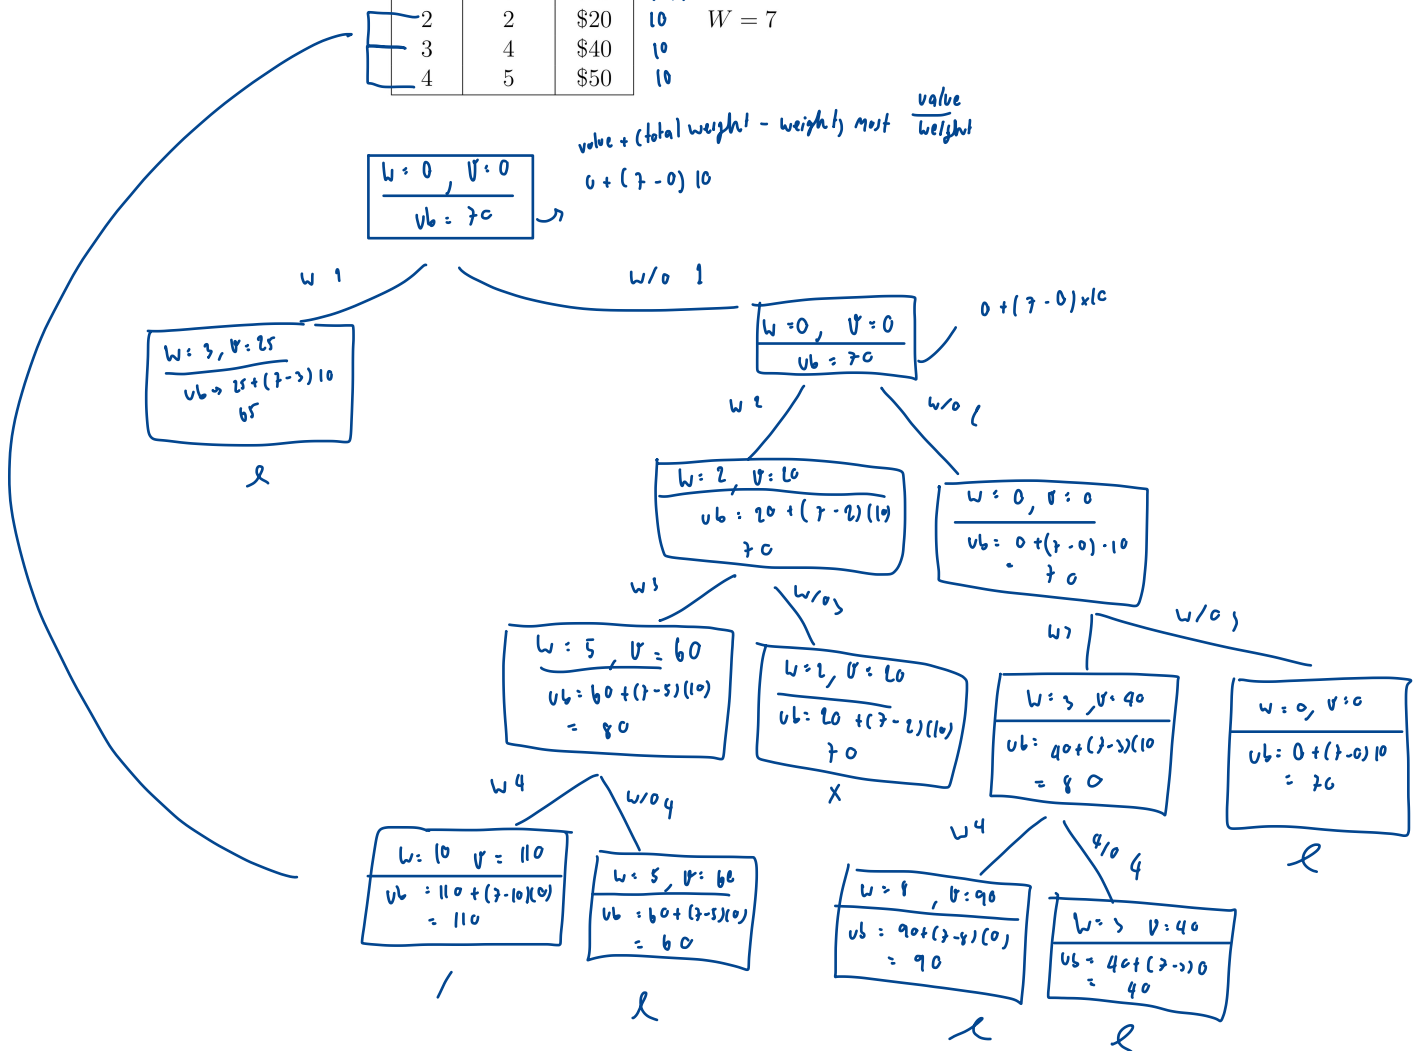 2 2 $20 10 W = 7
3 4 $40 10
4 5 $50 10
value + (total weight - weight) most value / weight
0 + (7 - 0) 10
W = 0 , V = 0
Ub = 70
W 1
W/o 1
W = 3, V = 25
Ub → 25 + (7-3) 10
65
l
W = 0, V = 0
Ub = 70
0 + (7 - 0) x 10
W 2
W/o 2
W = 2, V = 20
Ub = 20 + (7-2)(10)
70
W = 0, V = 0
Ub = 0 + (7-0) · 10
= 70
W 3
W/o 3
W 3
W/o 3
W = 5, V = 60
Ub = 60 + (7-5)(10)
= 80
W = 2, V = 20
Ub = 20 + (7-2)(10)
70
x
W = 3, V = 40
Ub = 40 + (7-3)(10
= 80
W = 0, V = 0
Ub = 0 + (7-0) 10
= 70
l
W 4
W/o 4
W 4
4/0 4
W = 10 V = 110
Ub = 110 + (7-10)(0)
= 110
/
W = 5, V = 60
Ub = 60 + (7-5)(0)
= 60
l
W = 8, V = 90
Ub = 90 + (7-8)(0)
= 90
l
W = 3 V = 40
Ub = 40 + (7-3) 0
= 40
l